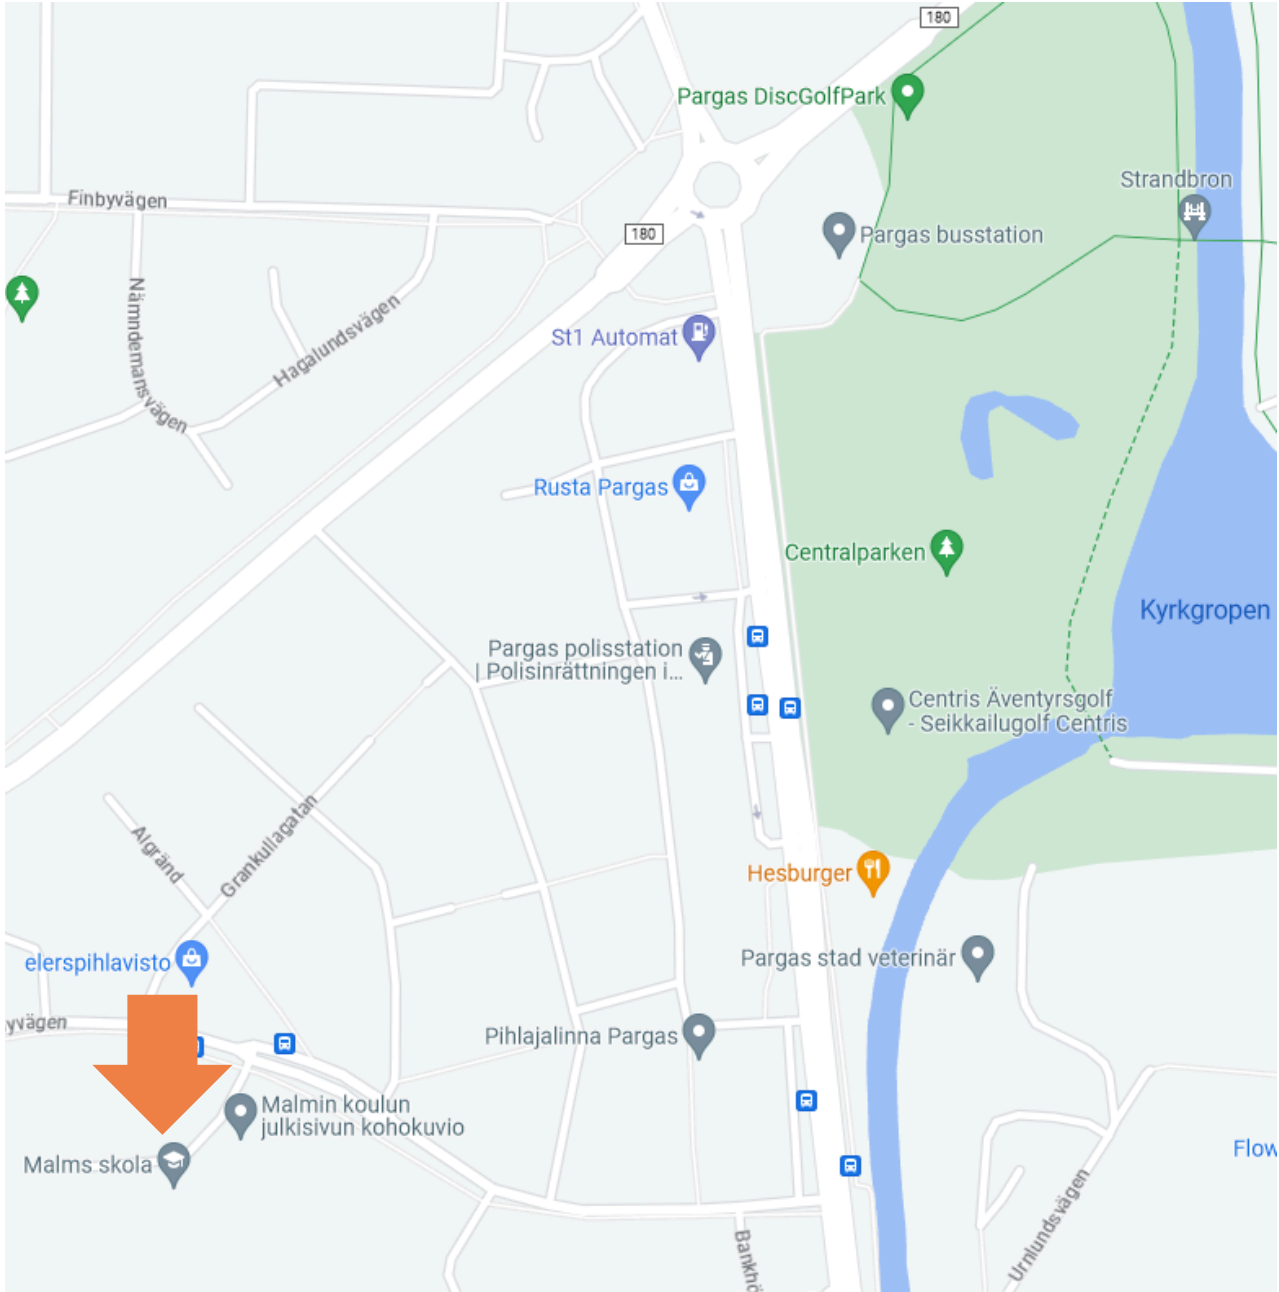 180
Pargas DiscGolfPark
Strandbron
Finbyvägen
180
Pargas busstation
Nämndemansvägen
Hagalundsvägen
St1 Automat
Rusta Pargas
Centralparken
Kyrkgropen
Pargas polisstation
| Polisinrättningen i...
Centris Äventyrsgolf
- Seikkailugolf Centris
Algränd
Grankullagatan
Hesburger
elerspihlavisto
Pargas stad veterinär
yvägen
Pihlajalinna Pargas
Malmin koulun
julkisivun kohokuvio
Malms skola
Flow
Urnlundsvägen
Bankhö